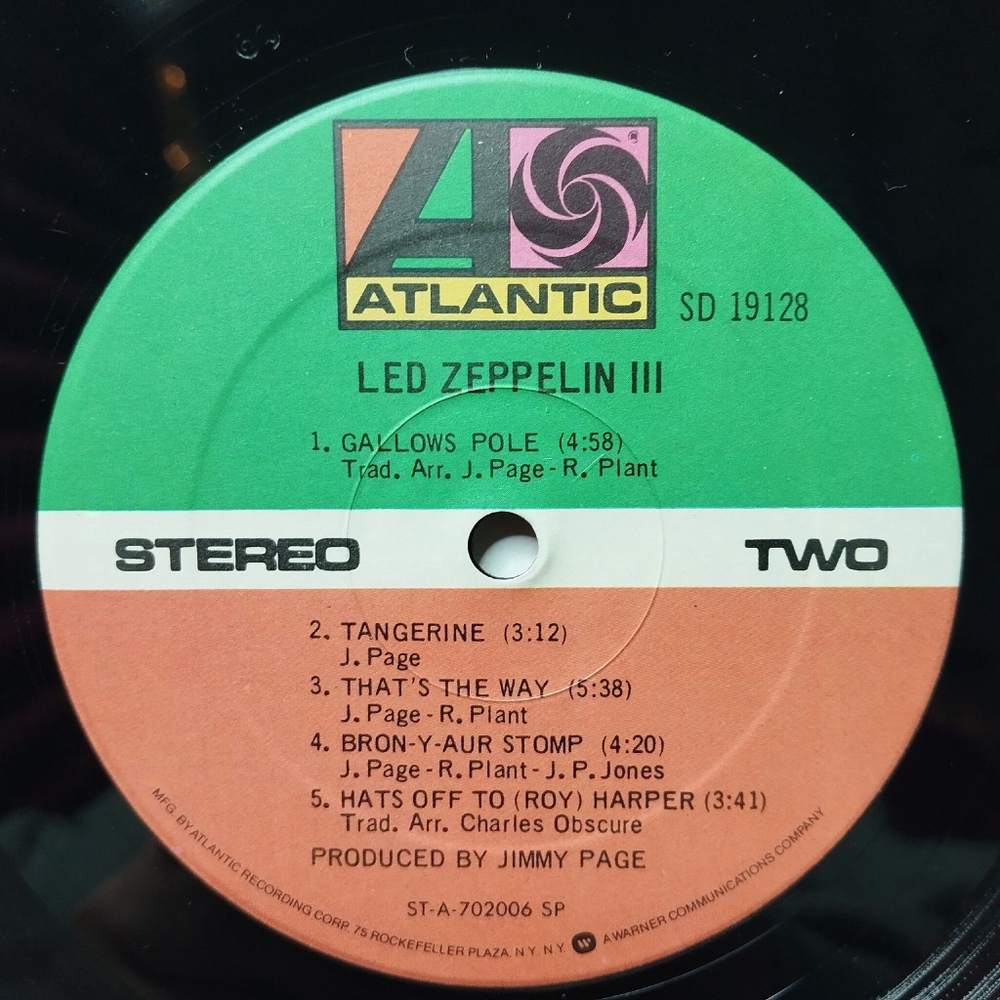 ATLANTIC
SD 19128
LED ZEPPELIN III
1. GALLOWS POLE (4:58)
Trad. Arr. J. Page - R. Plant
STEREO
TWO
2. TANGERINE (3:12)
J. Page
3. THAT'S THE WAY (5:38)
J. Page - R. Plant
4. BRON-Y-AUR STOMP (4:20)
J. Page - R. Plant - J. P. Jones
5. HATS OFF TO (ROY) HARPER (3:41)
Trad. Arr. Charles Obscure
PRODUCED BY JIMMY PAGE
ST-A-702006 SP
MFG. BY ATLANTIC RECORDING CORP. 75 ROCKEFELLER PLAZA. N.Y. N.Y. W A WARNER COMMUNICATIONS COMPANY